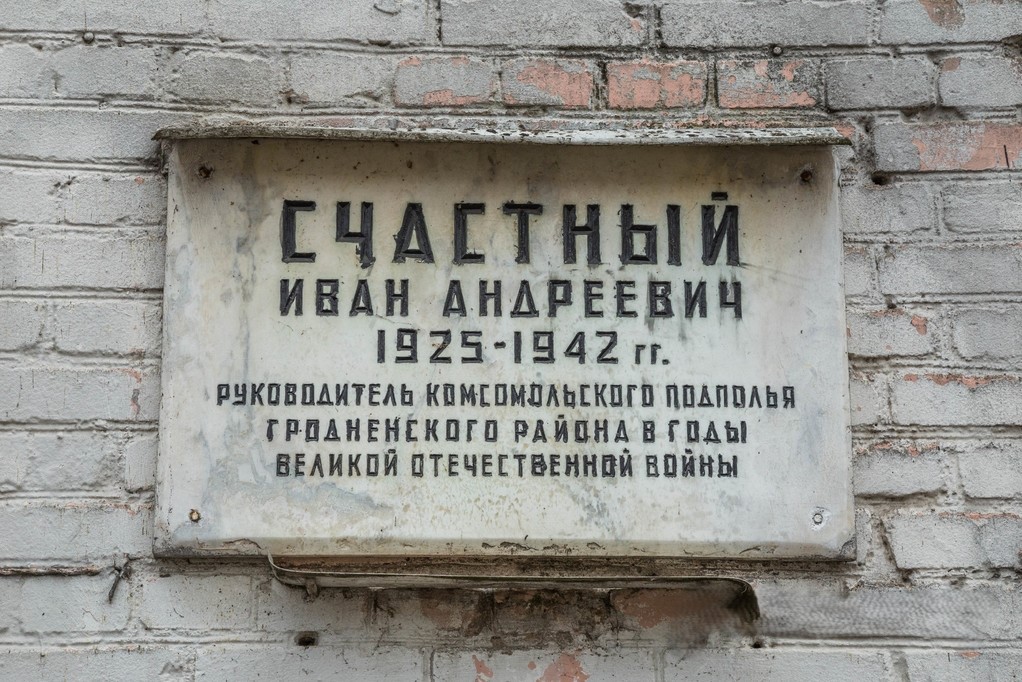 СЧАСТНЫЙ
ИВАН АНДРЕЕВИЧ
1925-1942 гг.
РУКОВОДИТЕЛЬ КОМСОМОЛЬСКОГО ПОДПОЛЬЯ
ГРОДНЕНСКОГО РАЙОНА В ГОДЫ
ВЕЛИКОЙ ОТЕЧЕСТВЕННОЙ ВОЙНЫ